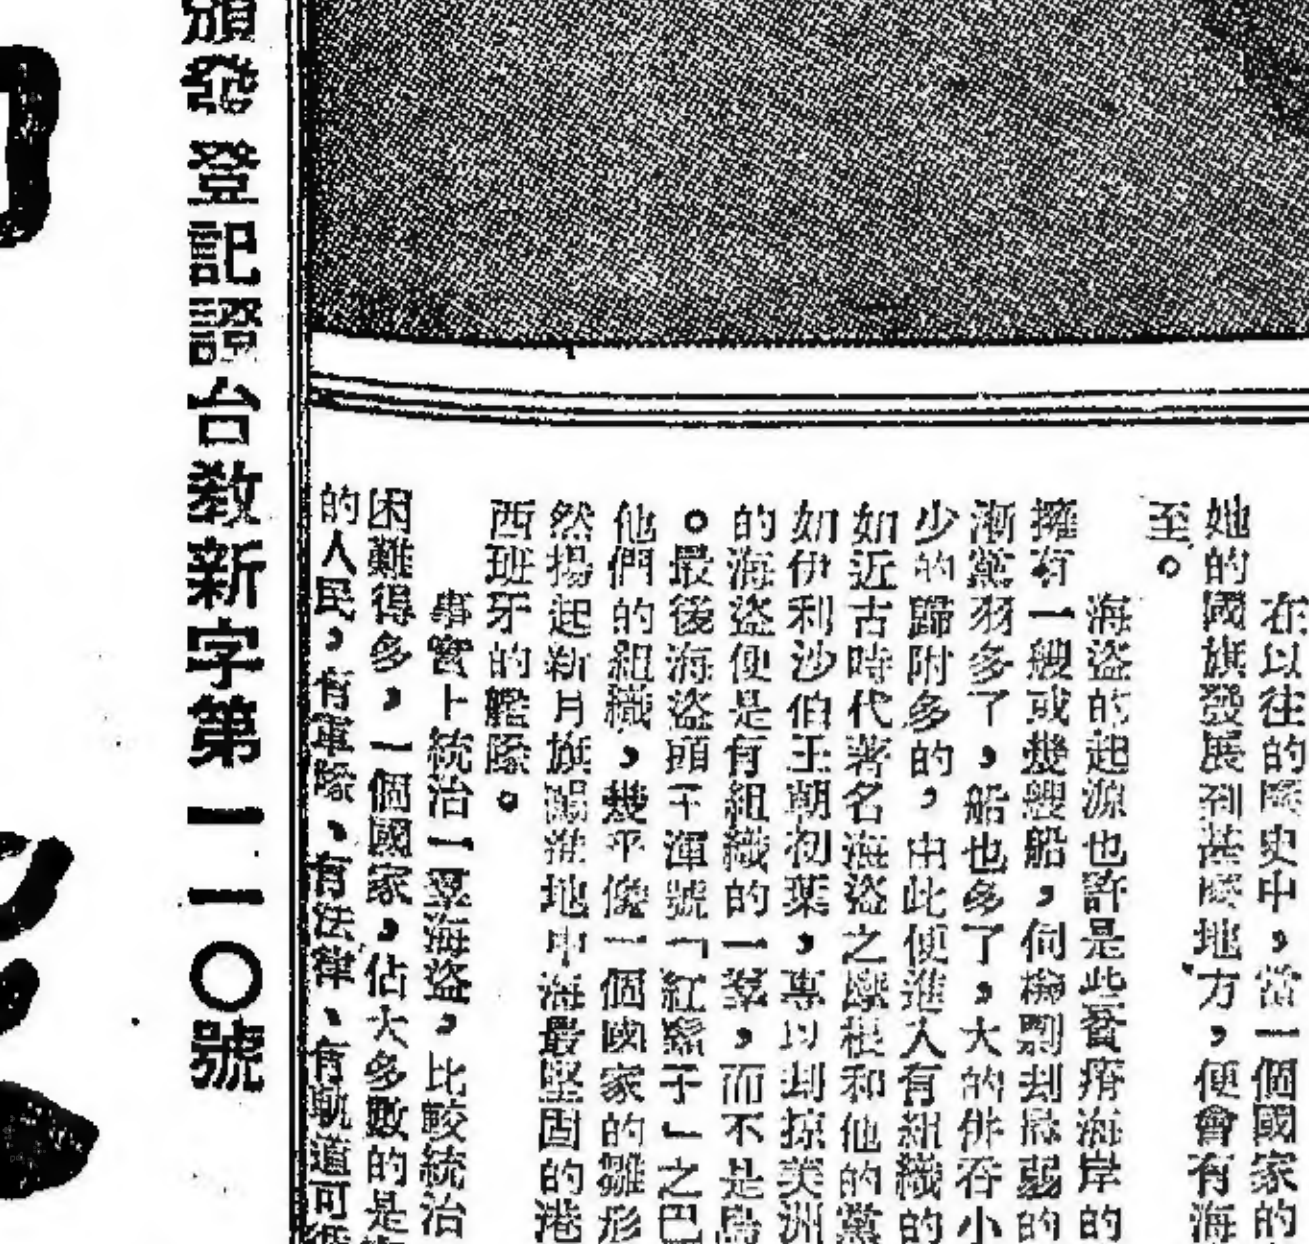 在以往的歷史中，當一個國家的
她的國旗發展到甚麼地方，便會有海
至。
海盜的起源也許是些貧瘠海岸的
擁有一艘或幾艘船，伺機剽刦最弱的
漸黨羽多了，船也多了，大的併吞小
少的歸附多的，由此便進入有組織的
如近古時代著名海盜之摩根和他的黨
如伊利沙伯王朝初葉，專以刦掠美洲
的海盜便是有組織的一羣，而不是烏
。最後海盜頭子渾號「紅鬍子」之巴
他們的組織，幾乎像一個國家的雛形
然揚起新月旗闖進地中海最堅固的港
西班牙的艦隊。
事實上統治一羣海盜，比較統治
困難得多，一個國家，佔大多數的是
的人民，有軍隊、有法律、有軌道可
頒發登記證台敎新字第一一〇號